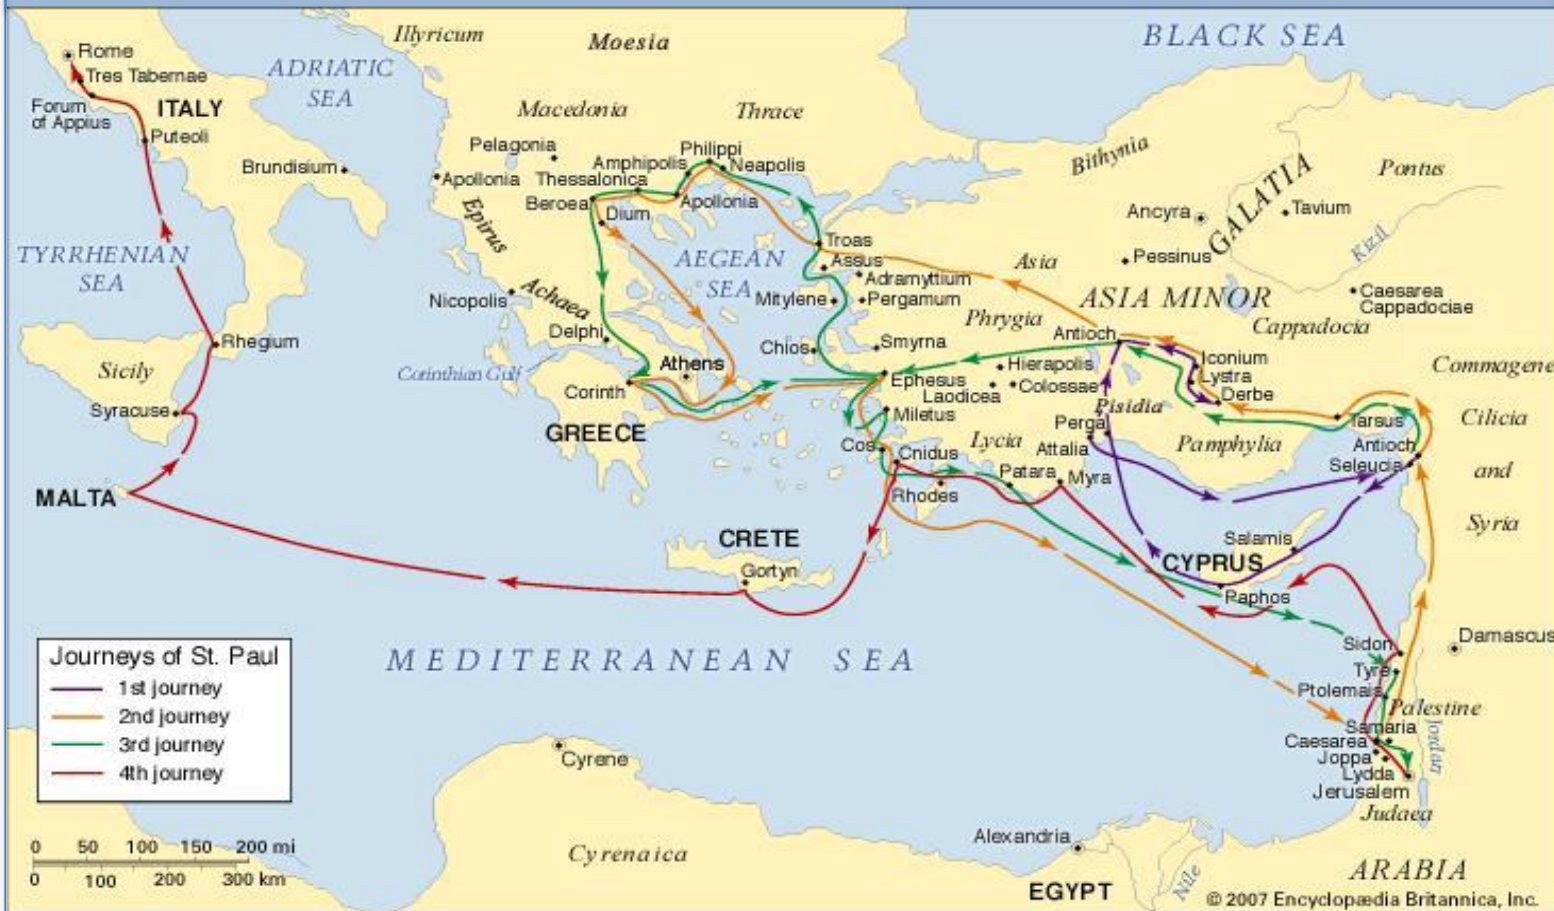 Illyricum
Moesia
BLACK SEA
Rome
Tres Tabernae
ADRIATIC
SEA
Forum
of Appius
ITALY
Macedonia
Thrace
Puteoli
Pelagonia
Philippi
Bithynia
Pontus
Brundisium
Amphipolis
Neapolis
Apollonia
Thessalonica
Beroea
Apollonia
Dium
Epirus
Ancyra
GALATIA
Tavium
Kizil
TYRRHENIAN
SEA
AEGEAN
SEA
Troas
Assus
Adramyttium
Asia
Pessinus
Mitylene
Pergamum
ASIA MINOR
Caesarea
Cappadociae
Nicopolis
Achaea
Phrygia
Cappadocia
Delphi
Antioch
Rhegium
Chios
Smyrna
Sicily
Corinthian Gulf
Athens
Hierapolis
Iconium
Commagene
Corinth
Ephesus
Laodicea
Colossae
Lystra
Derbe
Syracuse
Miletus
Pisidia
Tarsus
Cilicia
GREECE
Perga
Lycia
Attalia
Pamphylia
Antioch
Cos
Cnidus
Patara
Myra
Seleucia
and
MALTA
Rhodes
Syria
CRETE
Salamis
CYPRUS
Gortyn
Paphos
MEDITERRANEAN SEA
Sidon
Damascus
Tyre
Ptolemais
Palestine
Samaria
Caesarea
Jordan
Joppa
Lydda
Jerusalem
Judaea
Journeys of St. Paul
1st journey
2nd journey
3rd journey
4th journey
Cyrene
Cyrenaica
Alexandria
Nile
EGYPT
ARABIA
0 50 100 150 200 mi
0 100 200 300 km
© 2007 Encyclopædia Britannica, Inc.